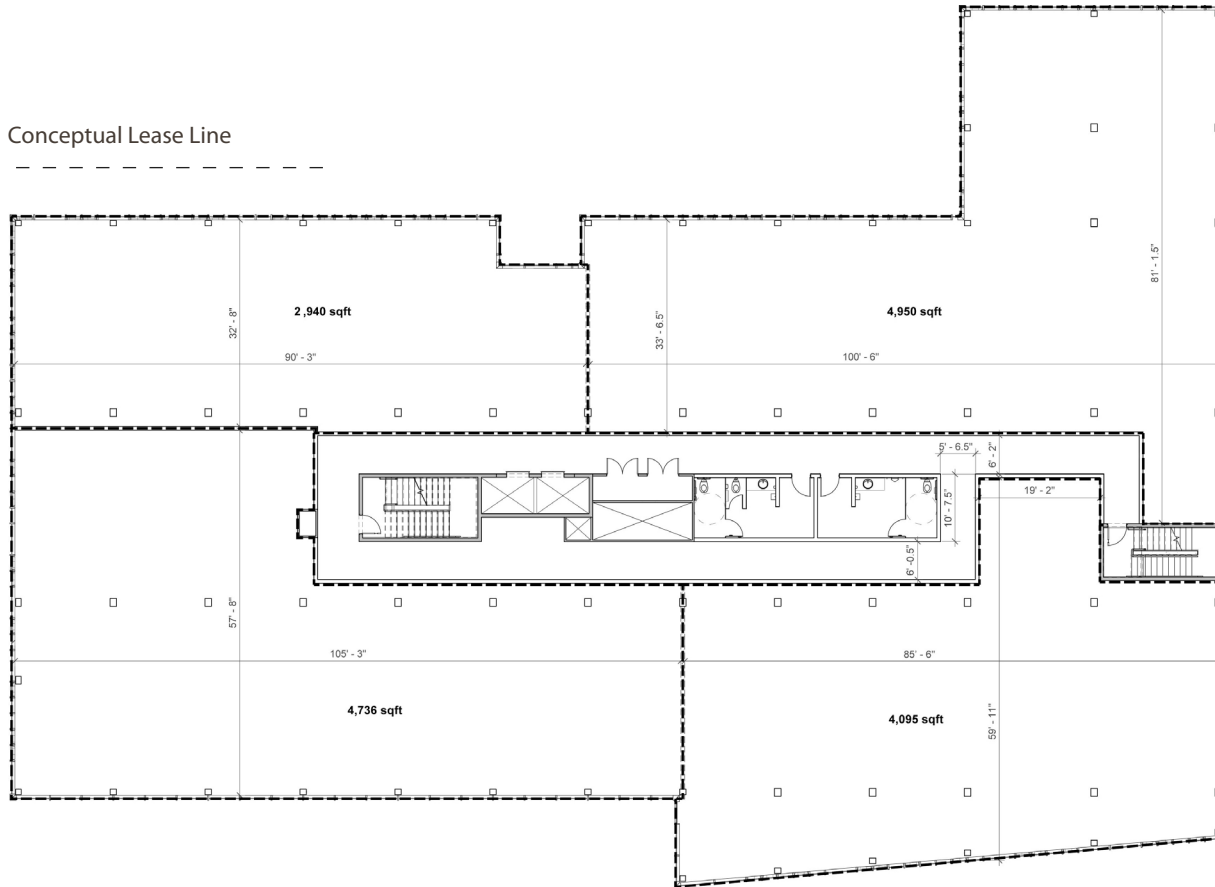 Conceptual Lease Line
2 ,940 sqft
4,950 sqft
32' - 8"
33' - 6.5"
81' - 1.5"
90' - 3"
100' - 6"
5' - 6.5"
6' - 2"
19' - 2"
10' - 7.5"
6' -0.5"
57' - 8"
105' - 3"
85' - 6"
4,736 sqft
4,095 sqft
59' - 11"